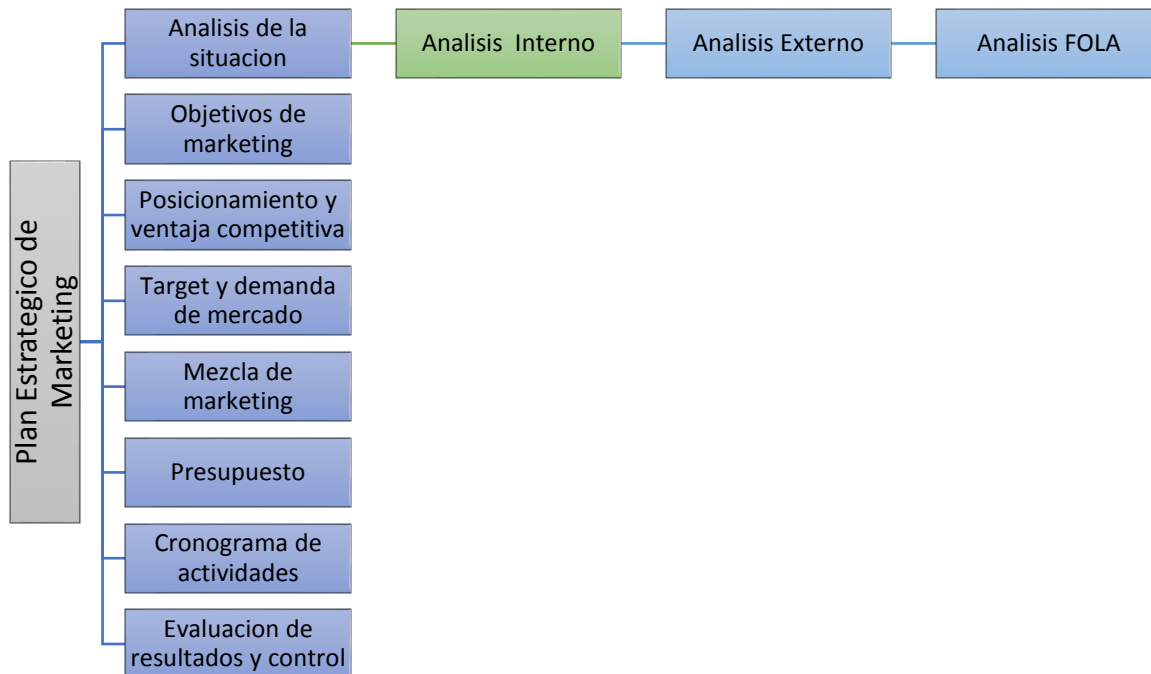 Plan Estrategico de
Marketing
Analisis de la
situacion
Analisis  Interno
Analisis Externo
Analisis FOLA
Objetivos de
marketing
Posicionamiento y
ventaja competitiva
Target y demanda
de mercado
Mezcla de
marketing
Presupuesto
Cronograma de
actividades
Evaluacion de
resultados y control